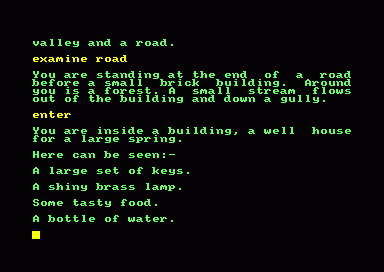 valley and a road.
examine road
You are standing at the end of a road
before a small brick building. Around
you is a forest. A small stream flows
out of the building and down a gully.
enter
You are inside a building, a well house
for a large spring.
Here can be seen:-
A large set of keys.
A shiny brass lamp.
Some tasty food.
A bottle of water.